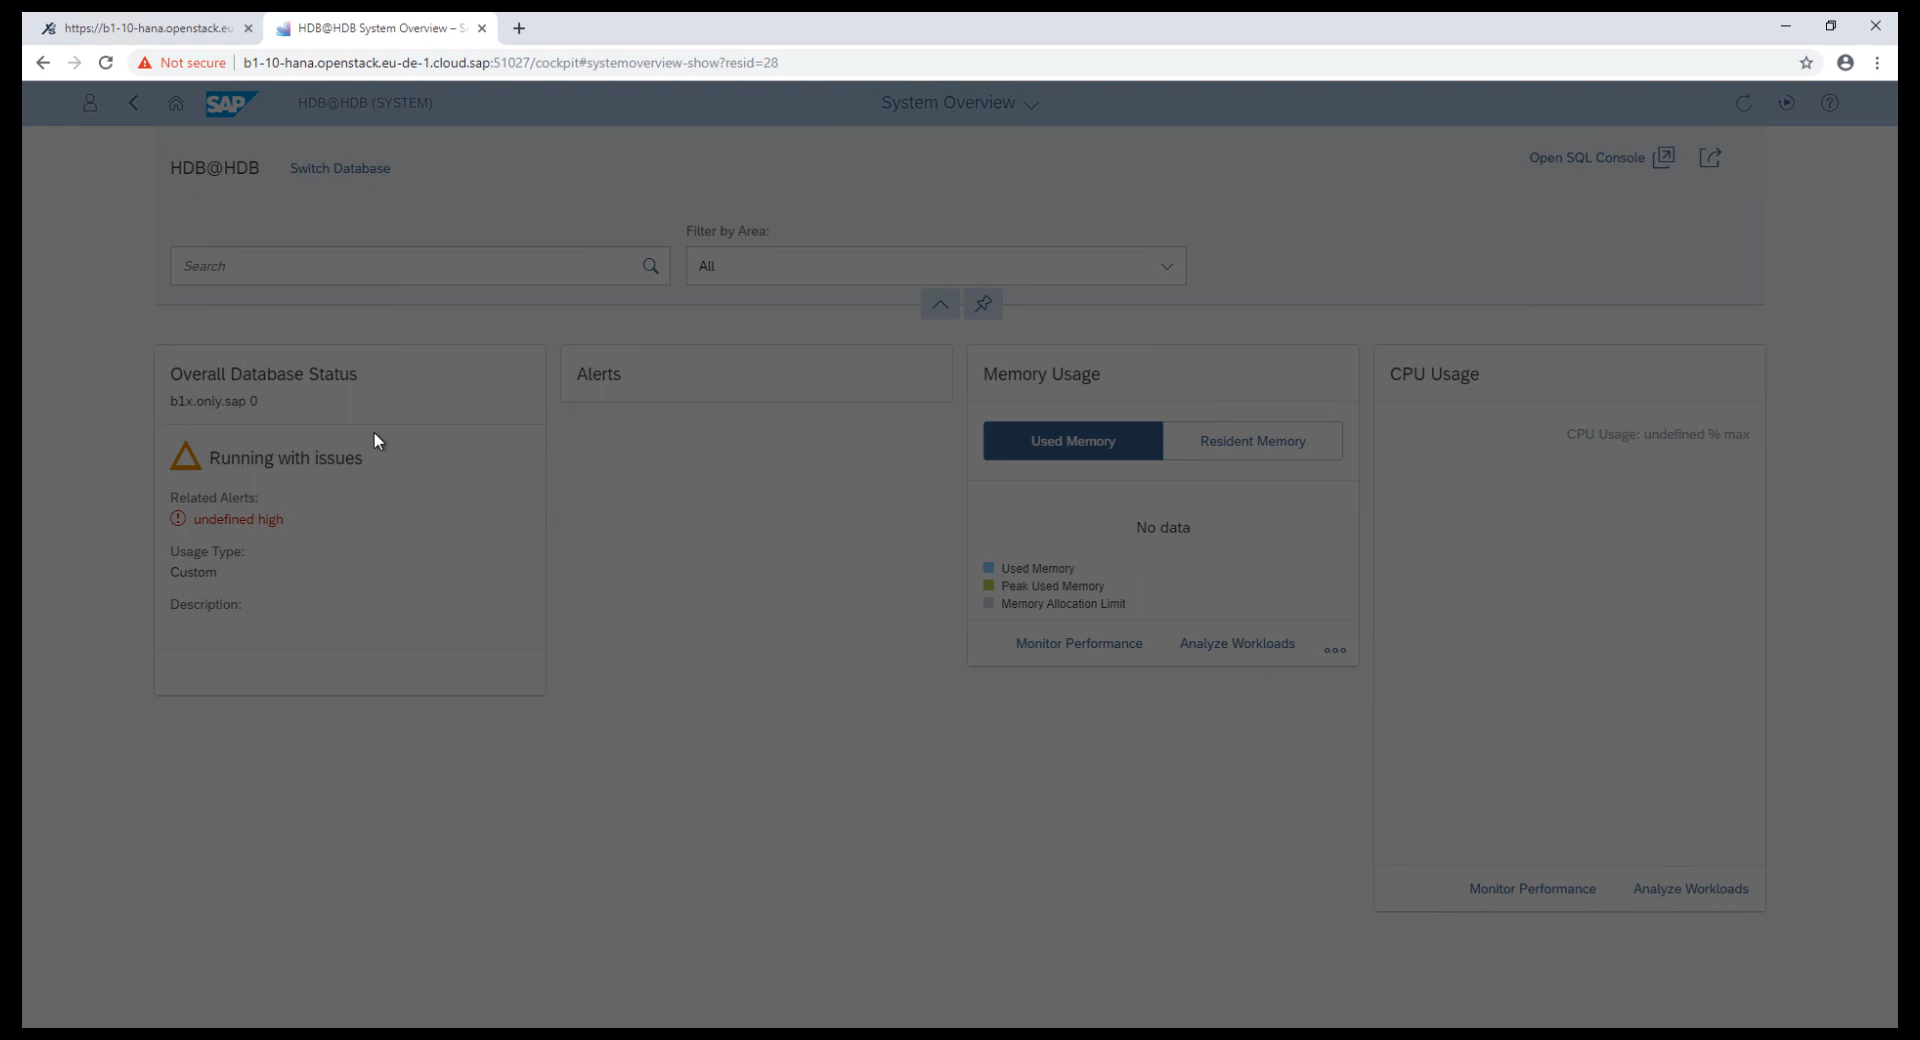 https://b1-10-hana.openstack.eu
HDB@HDB System Overview – S
Not secure
b1-10-hana.openstack.eu-de-1.cloud.sap:51027/cockpit#systemoverview-show?resid=28
SAP
HDB@HDB (SYSTEM)
System Overview
HDB@HDB
Switch Database
Open SQL Console
Search
Filter by Area:
All
Overall Database Status
b1x.only.sap 0
Running with issues
Related Alerts:
undefined high
Usage Type:
Custom
Description:
Alerts
Memory Usage
Used Memory
Resident Memory
No data
Used Memory
Peak Used Memory
Memory Allocation Limit
Monitor Performance
Analyze Workloads
CPU Usage
CPU Usage: undefined % max
Monitor Performance
Analyze Workloads